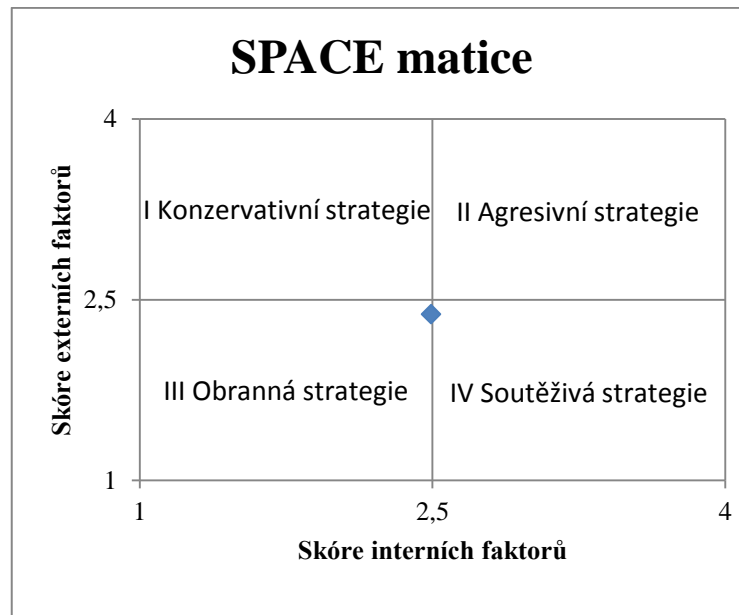 SPACE matice
4
I Konzervativní strategie
II Agresivní strategie
2,5
III Obranná strategie
IV Soutěživá strategie
1
1
2,5
4
Skóre externích faktorů
Skóre interních faktorů